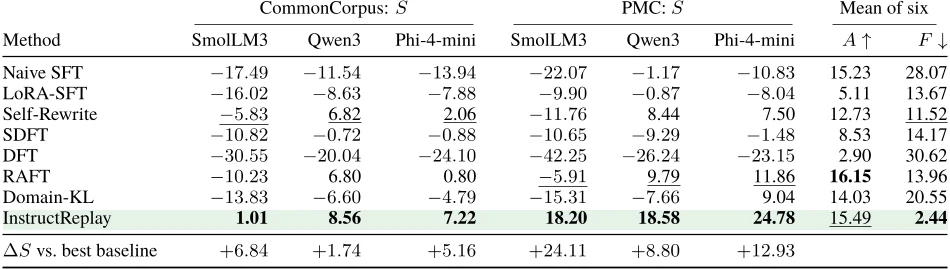 CommonCorpus: S PMC: S Mean of six
Method SmolLM3 Qwen3 Phi-4-mini SmolLM3 Qwen3 Phi-4-mini A ↑ F ↓
Naive SFT −17.49 −11.54 −13.94 −22.07 −1.17 −10.83 15.23 28.07
LoRA-SFT −16.02 −8.63 −7.88 −9.90 −0.87 −8.04 5.11 13.67
Self-Rewrite −5.83 6.82 2.06 −11.76 8.44 7.50 12.73 11.52
SDFT −10.82 −0.72 −0.88 −10.65 −9.29 −1.48 8.53 14.17
DFT −30.55 −20.04 −24.10 −42.25 −26.24 −23.15 2.90 30.62
RAFT −10.23 6.80 0.80 −5.91 9.79 11.86 16.15 13.96
Domain-KL −13.83 −6.60 −4.79 −15.31 −7.66 9.04 14.03 20.55
InstructReplay 1.01 8.56 7.22 18.20 18.58 24.78 15.49 2.44
ΔS vs. best baseline +6.84 +1.74 +5.16 +24.11 +8.80 +12.93